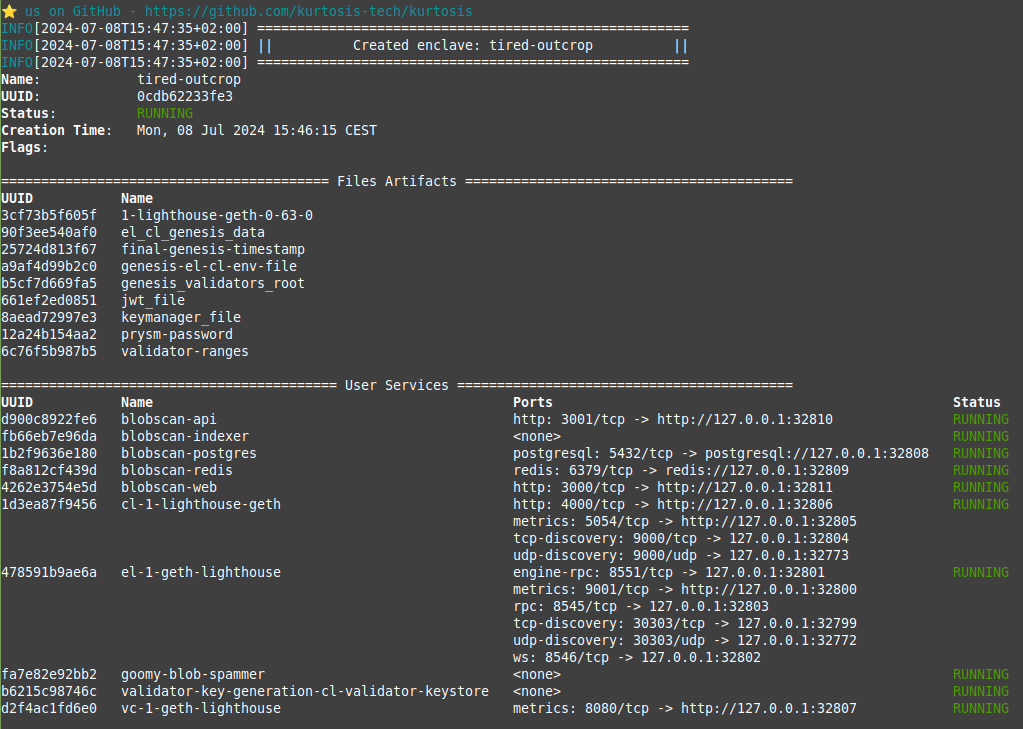 ⭐ us on GitHub - https://github.com/kurtosis-tech/kurtosis
INFO[2024-07-08T15:47:35+02:00] ======================================================
INFO[2024-07-08T15:47:35+02:00] ||          Created enclave: tired-outcrop          ||
INFO[2024-07-08T15:47:35+02:00] ======================================================
Name:            tired-outcrop
UUID:            0cdb62233fe3
Status:          RUNNING
Creation Time:   Mon, 08 Jul 2024 15:46:15 CEST
Flags:
========================================= Files Artifacts =========================================
UUID           Name
3cf73b5f605f   1-lighthouse-geth-0-63-0
90f3ee540af0   el_cl_genesis_data
25724d813f67   final-genesis-timestamp
a9af4d99b2c0   genesis-el-cl-env-file
b5cf7d669fa5   genesis_validators_root
661ef2ed0851   jwt_file
8aead72997e3   keymanager_file
12a24b154aa2   prysm-password
6c76f5b987b5   validator-ranges
========================================== User Services ==========================================
UUID           Name                                             Ports                                                  Status
d900c8922fe6   blobscan-api                                     http: 3001/tcp -> http://127.0.0.1:32810               RUNNING
fb66eb7e96da   blobscan-indexer                                 <none>                                                 RUNNING
1b2f9636e180   blobscan-postgres                                postgresql: 5432/tcp -> postgresql://127.0.0.1:32808   RUNNING
f8a812cf439d   blobscan-redis                                   redis: 6379/tcp -> redis://127.0.0.1:32809             RUNNING
4262e3754e5d   blobscan-web                                     http: 3000/tcp -> http://127.0.0.1:32811               RUNNING
1d3ea87f9456   cl-1-lighthouse-geth                             http: 4000/tcp -> http://127.0.0.1:32806               RUNNING
metrics: 5054/tcp -> http://127.0.0.1:32805
tcp-discovery: 9000/tcp -> 127.0.0.1:32804
udp-discovery: 9000/udp -> 127.0.0.1:32773
478591b9ae6a   el-1-geth-lighthouse                             engine-rpc: 8551/tcp -> 127.0.0.1:32801                RUNNING
metrics: 9001/tcp -> http://127.0.0.1:32800
rpc: 8545/tcp -> 127.0.0.1:32803
tcp-discovery: 30303/tcp -> 127.0.0.1:32799
udp-discovery: 30303/udp -> 127.0.0.1:32772
ws: 8546/tcp -> 127.0.0.1:32802
fa7e82e92bb2   goomy-blob-spammer                               <none>                                                 RUNNING
b6215c98746c   validator-key-generation-cl-validator-keystore   <none>                                                 RUNNING
d2f4ac1fd6e0   vc-1-geth-lighthouse                             metrics: 8080/tcp -> http://127.0.0.1:32807            RUNNING